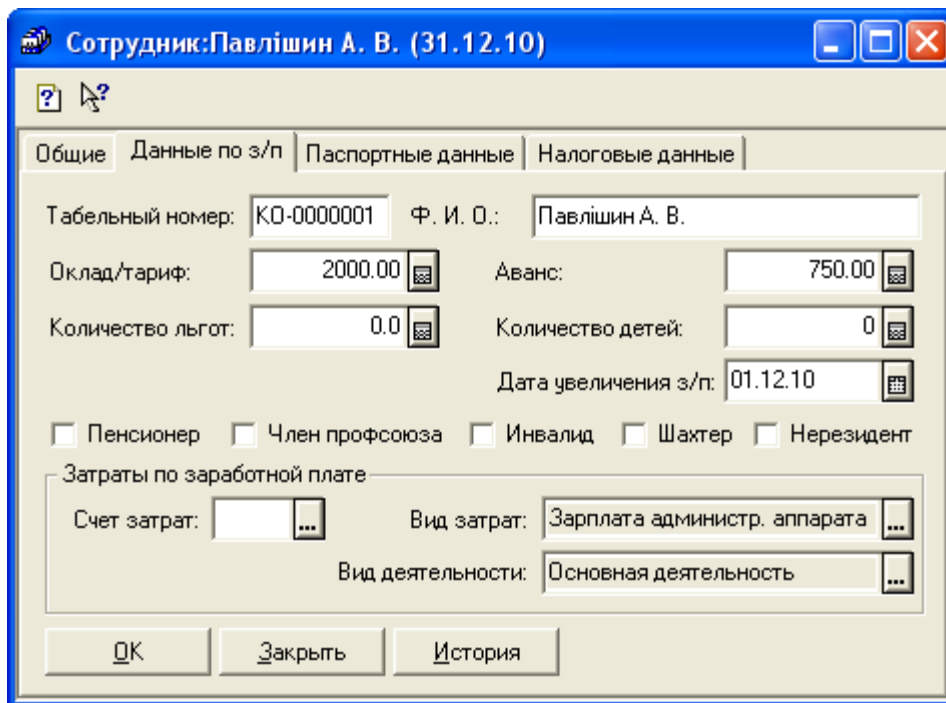 Сотрудник:Павлішин А. В. (31.12.10)
Общие Данные по з/п Паспортные данные Налоговые данные
Табельный номер: КО-0000001 Ф. И. О.: Павлішин А. В.
Оклад/тариф: 2000.00 Аванс: 750.00
Количество льгот: 0.0 Количество детей: 0
Дата увеличения з/п: 01.12.10
Пенсионер Член профсоюза Инвалид Шахтер Нерезидент
Затраты по заработной плате
Счет затрат: ... Вид затрат: Зарплата администр. аппарата ...
Вид деятельности: Основная деятельность ...
OK Закрыть История